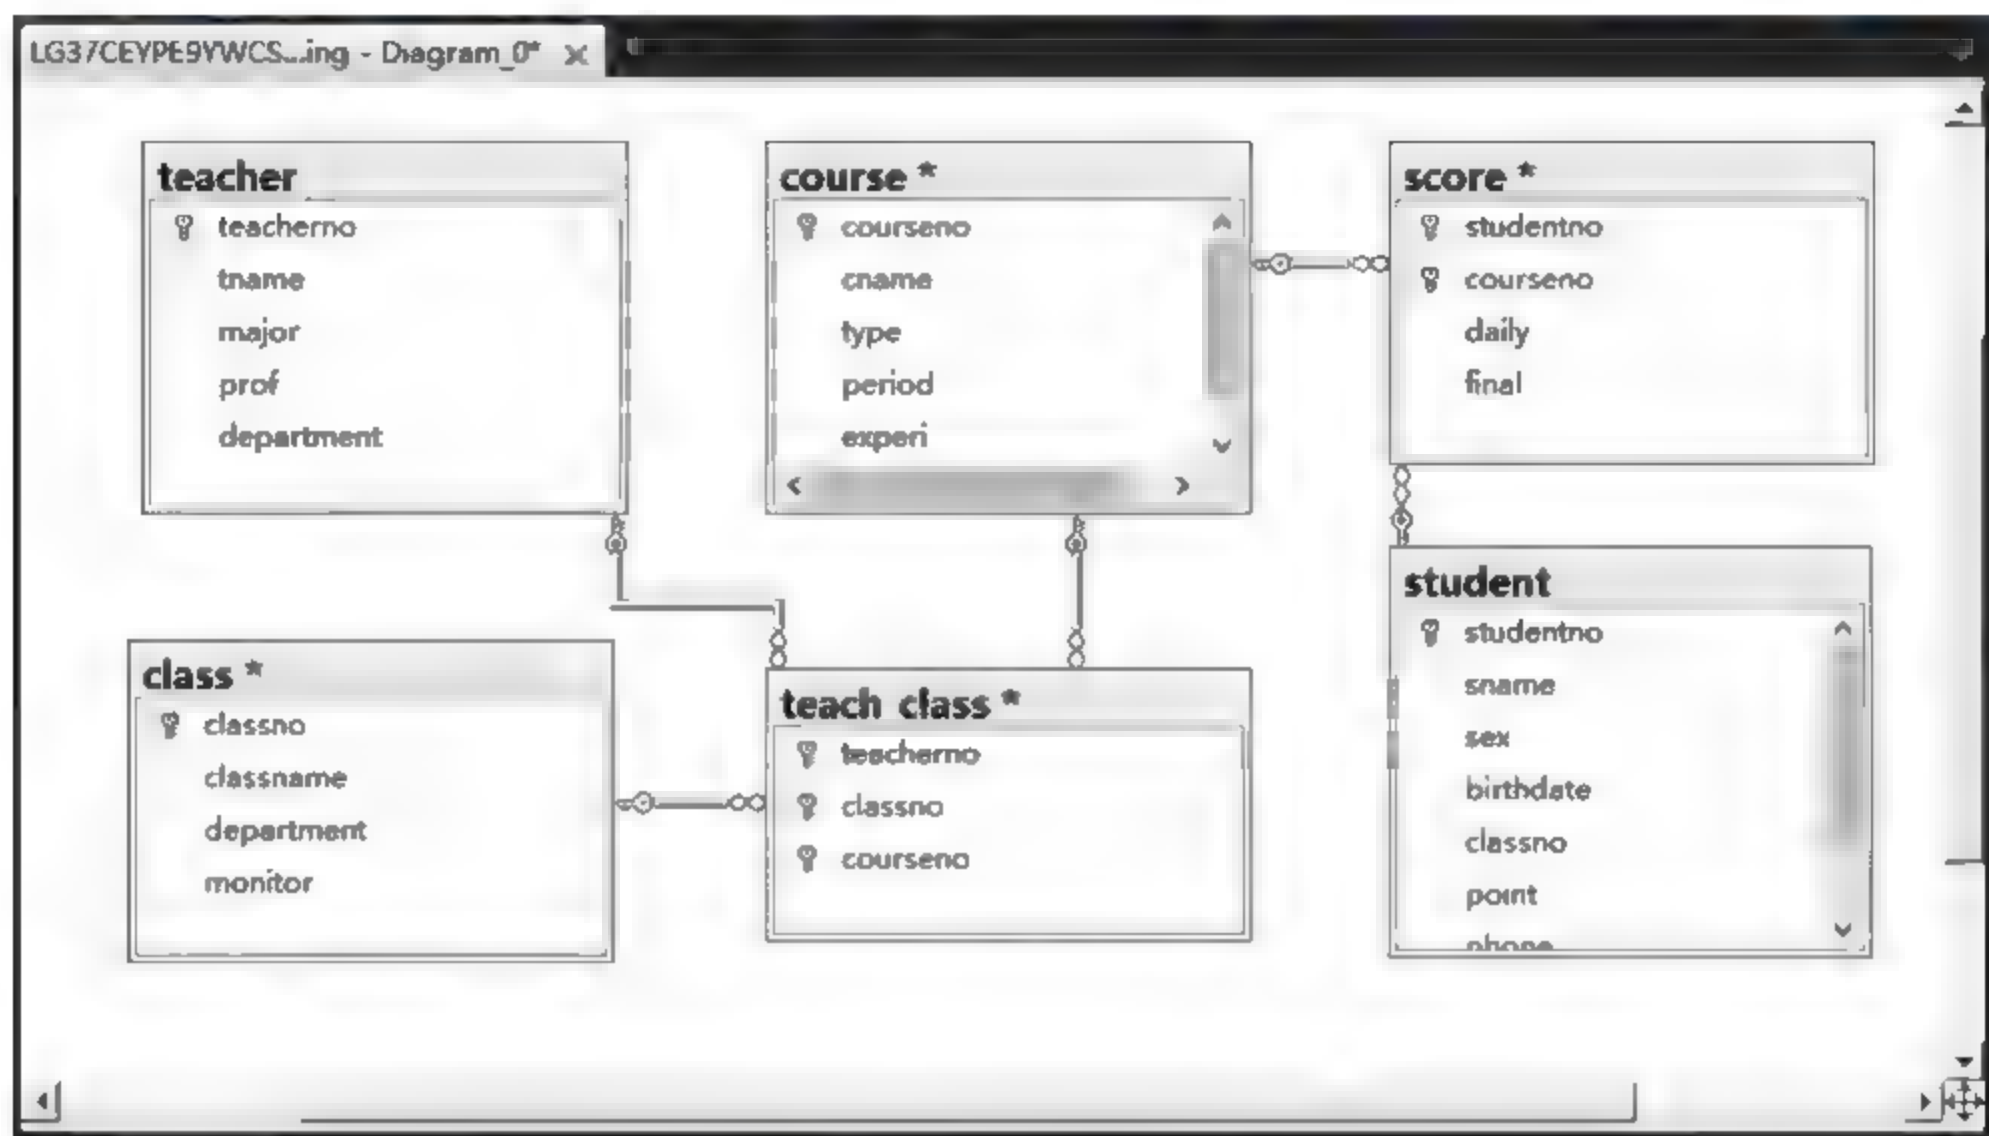 LG37CEYPE9YWCS...ing - Diagram_0*
teacher
teacherno
tname
major
prof
department
course *
courseno
cname
type
period
experi
score *
studentno
courseno
daily
final
student
studentno
sname
sex
birthdate
classno
point
phone
class *
classno
classname
department
monitor
teach class *
teacherno
classno
courseno